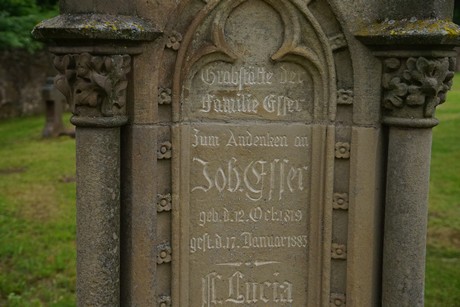 Grabstätte der
Familie Esser
Zum Andenken an
Joh. Esser
geb. d. 12. Oct. 1819
gest. d. 17. Januar 1883
Lucia